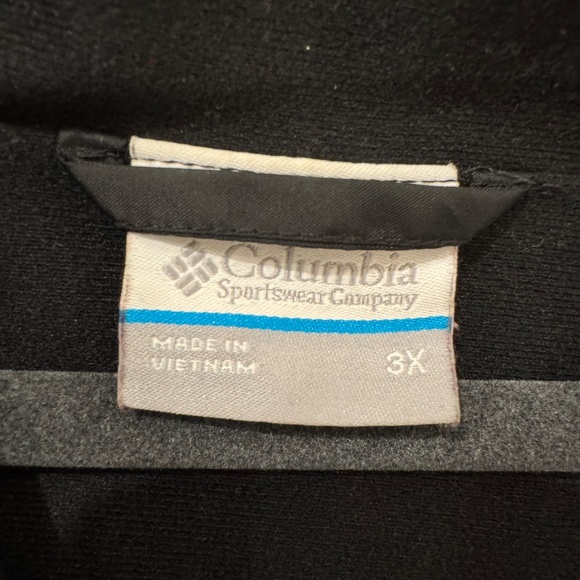 Columbia
Sportswear Company
MADE IN
VIETNAM
3X